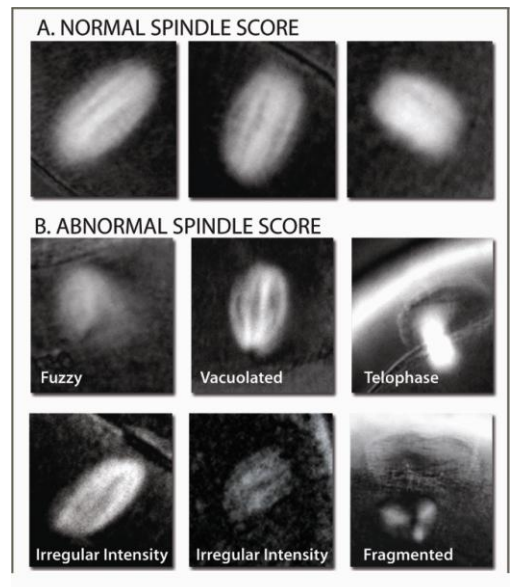 A. NORMAL SPINDLE SCORE
B. ABNORMAL SPINDLE SCORE
Fuzzy
Vacuolated
Telophase
Irregular Intensity
Irregular Intensity
Fragmented